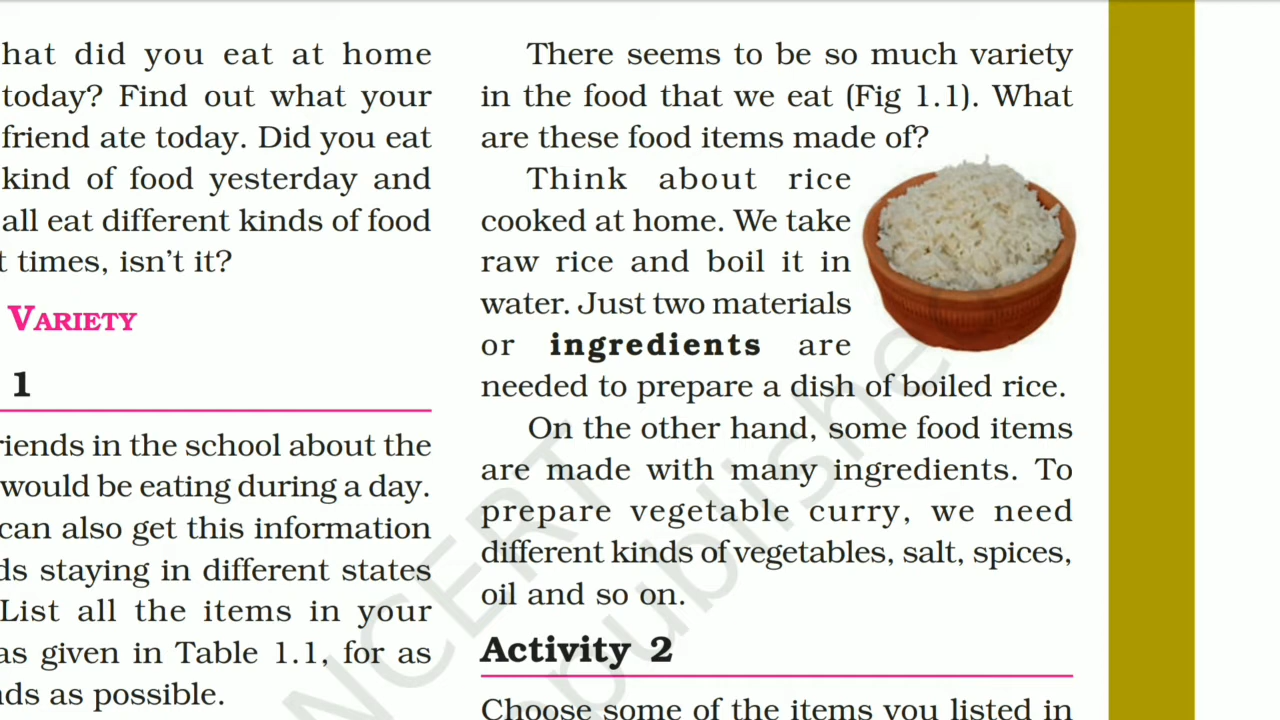 hat did you eat at home
today? Find out what your
friend ate today. Did you eat
kind of food yesterday and
all eat different kinds of food
t times, isn't it?
VARIETY
1
riends in the school about the
would be eating during a day.
can also get this information
ds staying in different states
List all the items in your
as given in Table 1.1, for as
nds as possible.
There seems to be so much variety
in the food that we eat (Fig 1.1). What
are these food items made of?
Think about rice
cooked at home. We take
raw rice and boil it in
water. Just two materials
or ingredients are
needed to prepare a dish of boiled rice.
On the other hand, some food items
are made with many ingredients. To
prepare vegetable curry, we need
different kinds of vegetables, salt, spices,
oil and so on.
Activity 2
Choose some of the items you listed in
NCERT
republishe